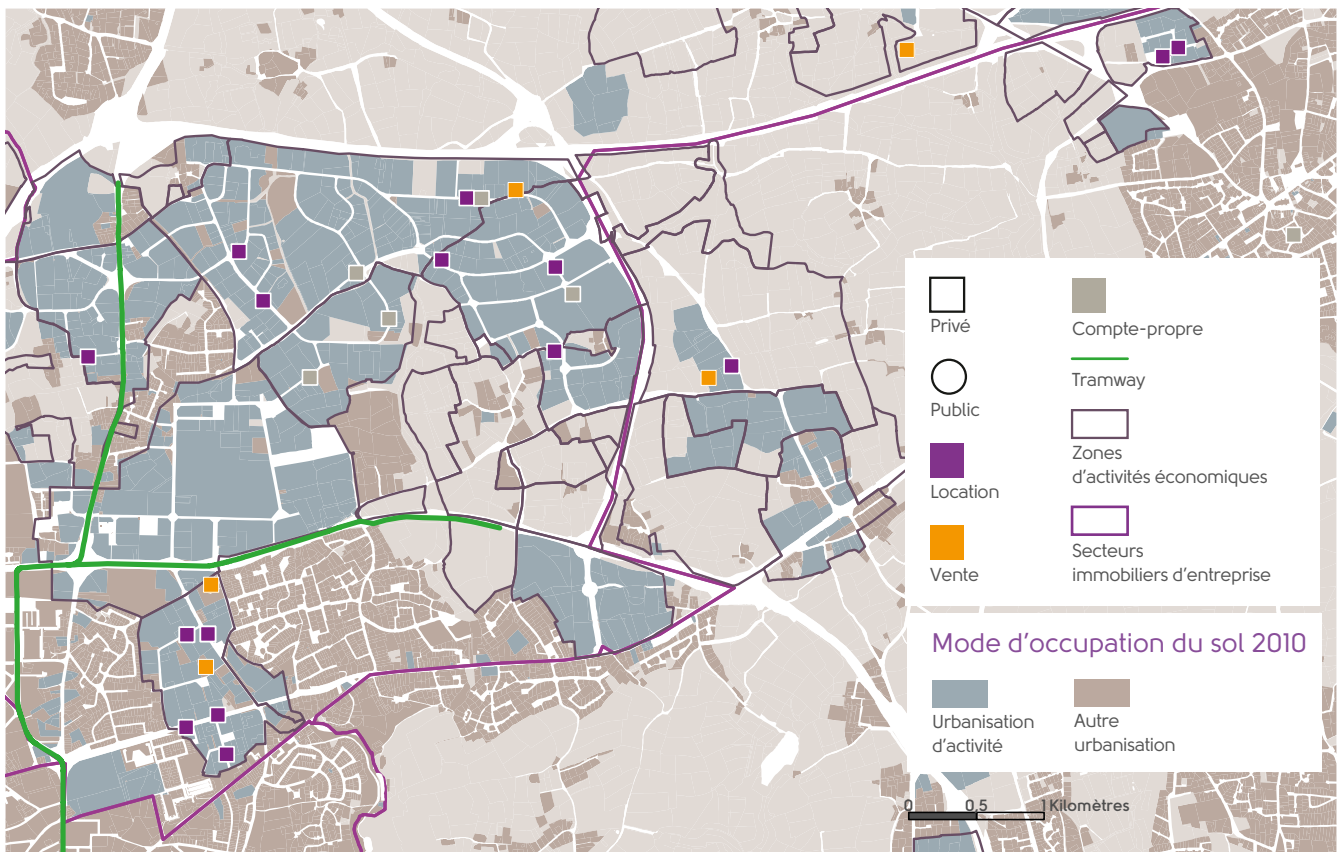 Privé
Public
Location
Vente
Compte-propre
Tramway
Zones
d'activités économiques
Secteurs
immobiliers d'entreprise
Mode d'occupation du sol 2010
Urbanisation
d'activité
Autre
urbanisation
0 0,5 1 Kilomètres